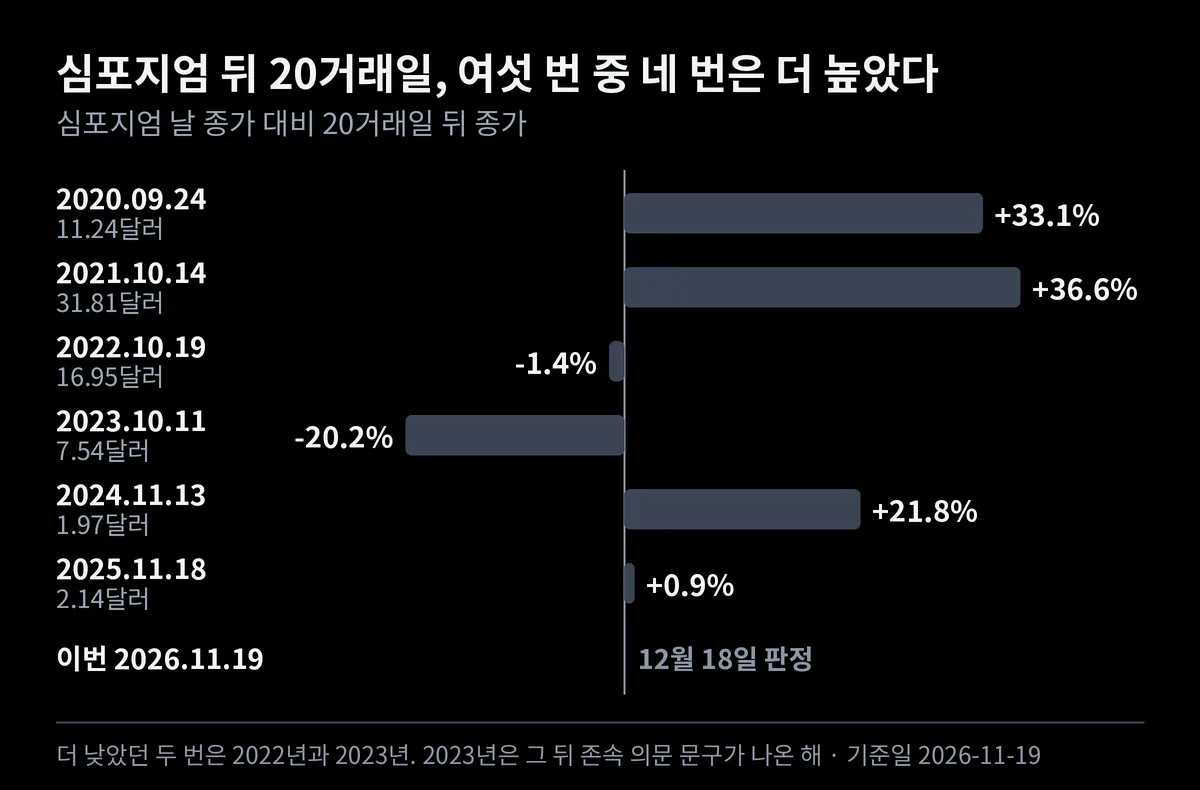 심포지엄 뒤 20거래일, 여섯 번 중 네 번은 더 높았다
심포지엄 날 종가 대비 20거래일 뒤 종가
2020.09.24
11.24달러
+33.1%
2021.10.14
31.81달러
+36.6%
2022.10.19
16.95달러
-1.4%
2023.10.11
7.54달러
-20.2%
2024.11.13
1.97달러
+21.8%
2025.11.18
2.14달러
+0.9%
이번 2026.11.19
12월 18일 판정
더 낮았던 두 번은 2022년과 2023년. 2023년은 그 뒤 존속 의문 문구가 나온 해 · 기준일 2026-11-19